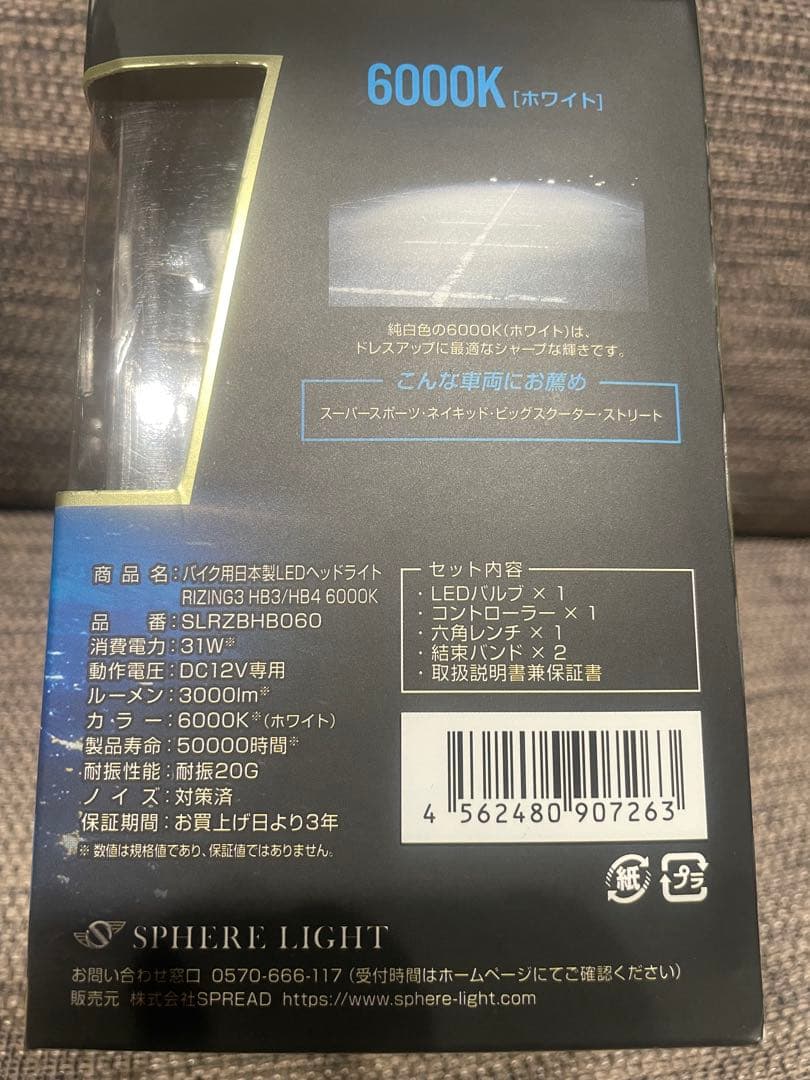 6000K [ホワイト]
純白色の6000K(ホワイト)は、
ドレスアップに最適なシャープな輝きです。
こんな車両にお薦め
スーパースポーツ・ネイキッド・ビッグスクーター・ストリート
商品名:バイク用日本製LEDヘッドライト
RIZING3 HB3/HB4 6000K
品番:SLRZBHB060
消費電力:31W※
動作電圧:DC12V専用
ルーメン:3000lm※
カラー:6000K※(ホワイト)
製品寿命:50000時間※
耐振性能:耐振20G
ノイズ:対策済
保証期間:お買上げ日より3年
※ 数値は規格値であり、保証値ではありません。
セット内容
・LEDバルブ × 1
・コントローラー × 1
・六角レンチ × 1
・結束バンド × 2
・取扱説明書兼保証書
4 562480 907263
紙 プラ
SPHERE LIGHT
お問い合わせ窓口 0570-666-117 (受付時間はホームページにてご確認ください)
販売元 株式会社SPREAD https://www.sphere-light.com